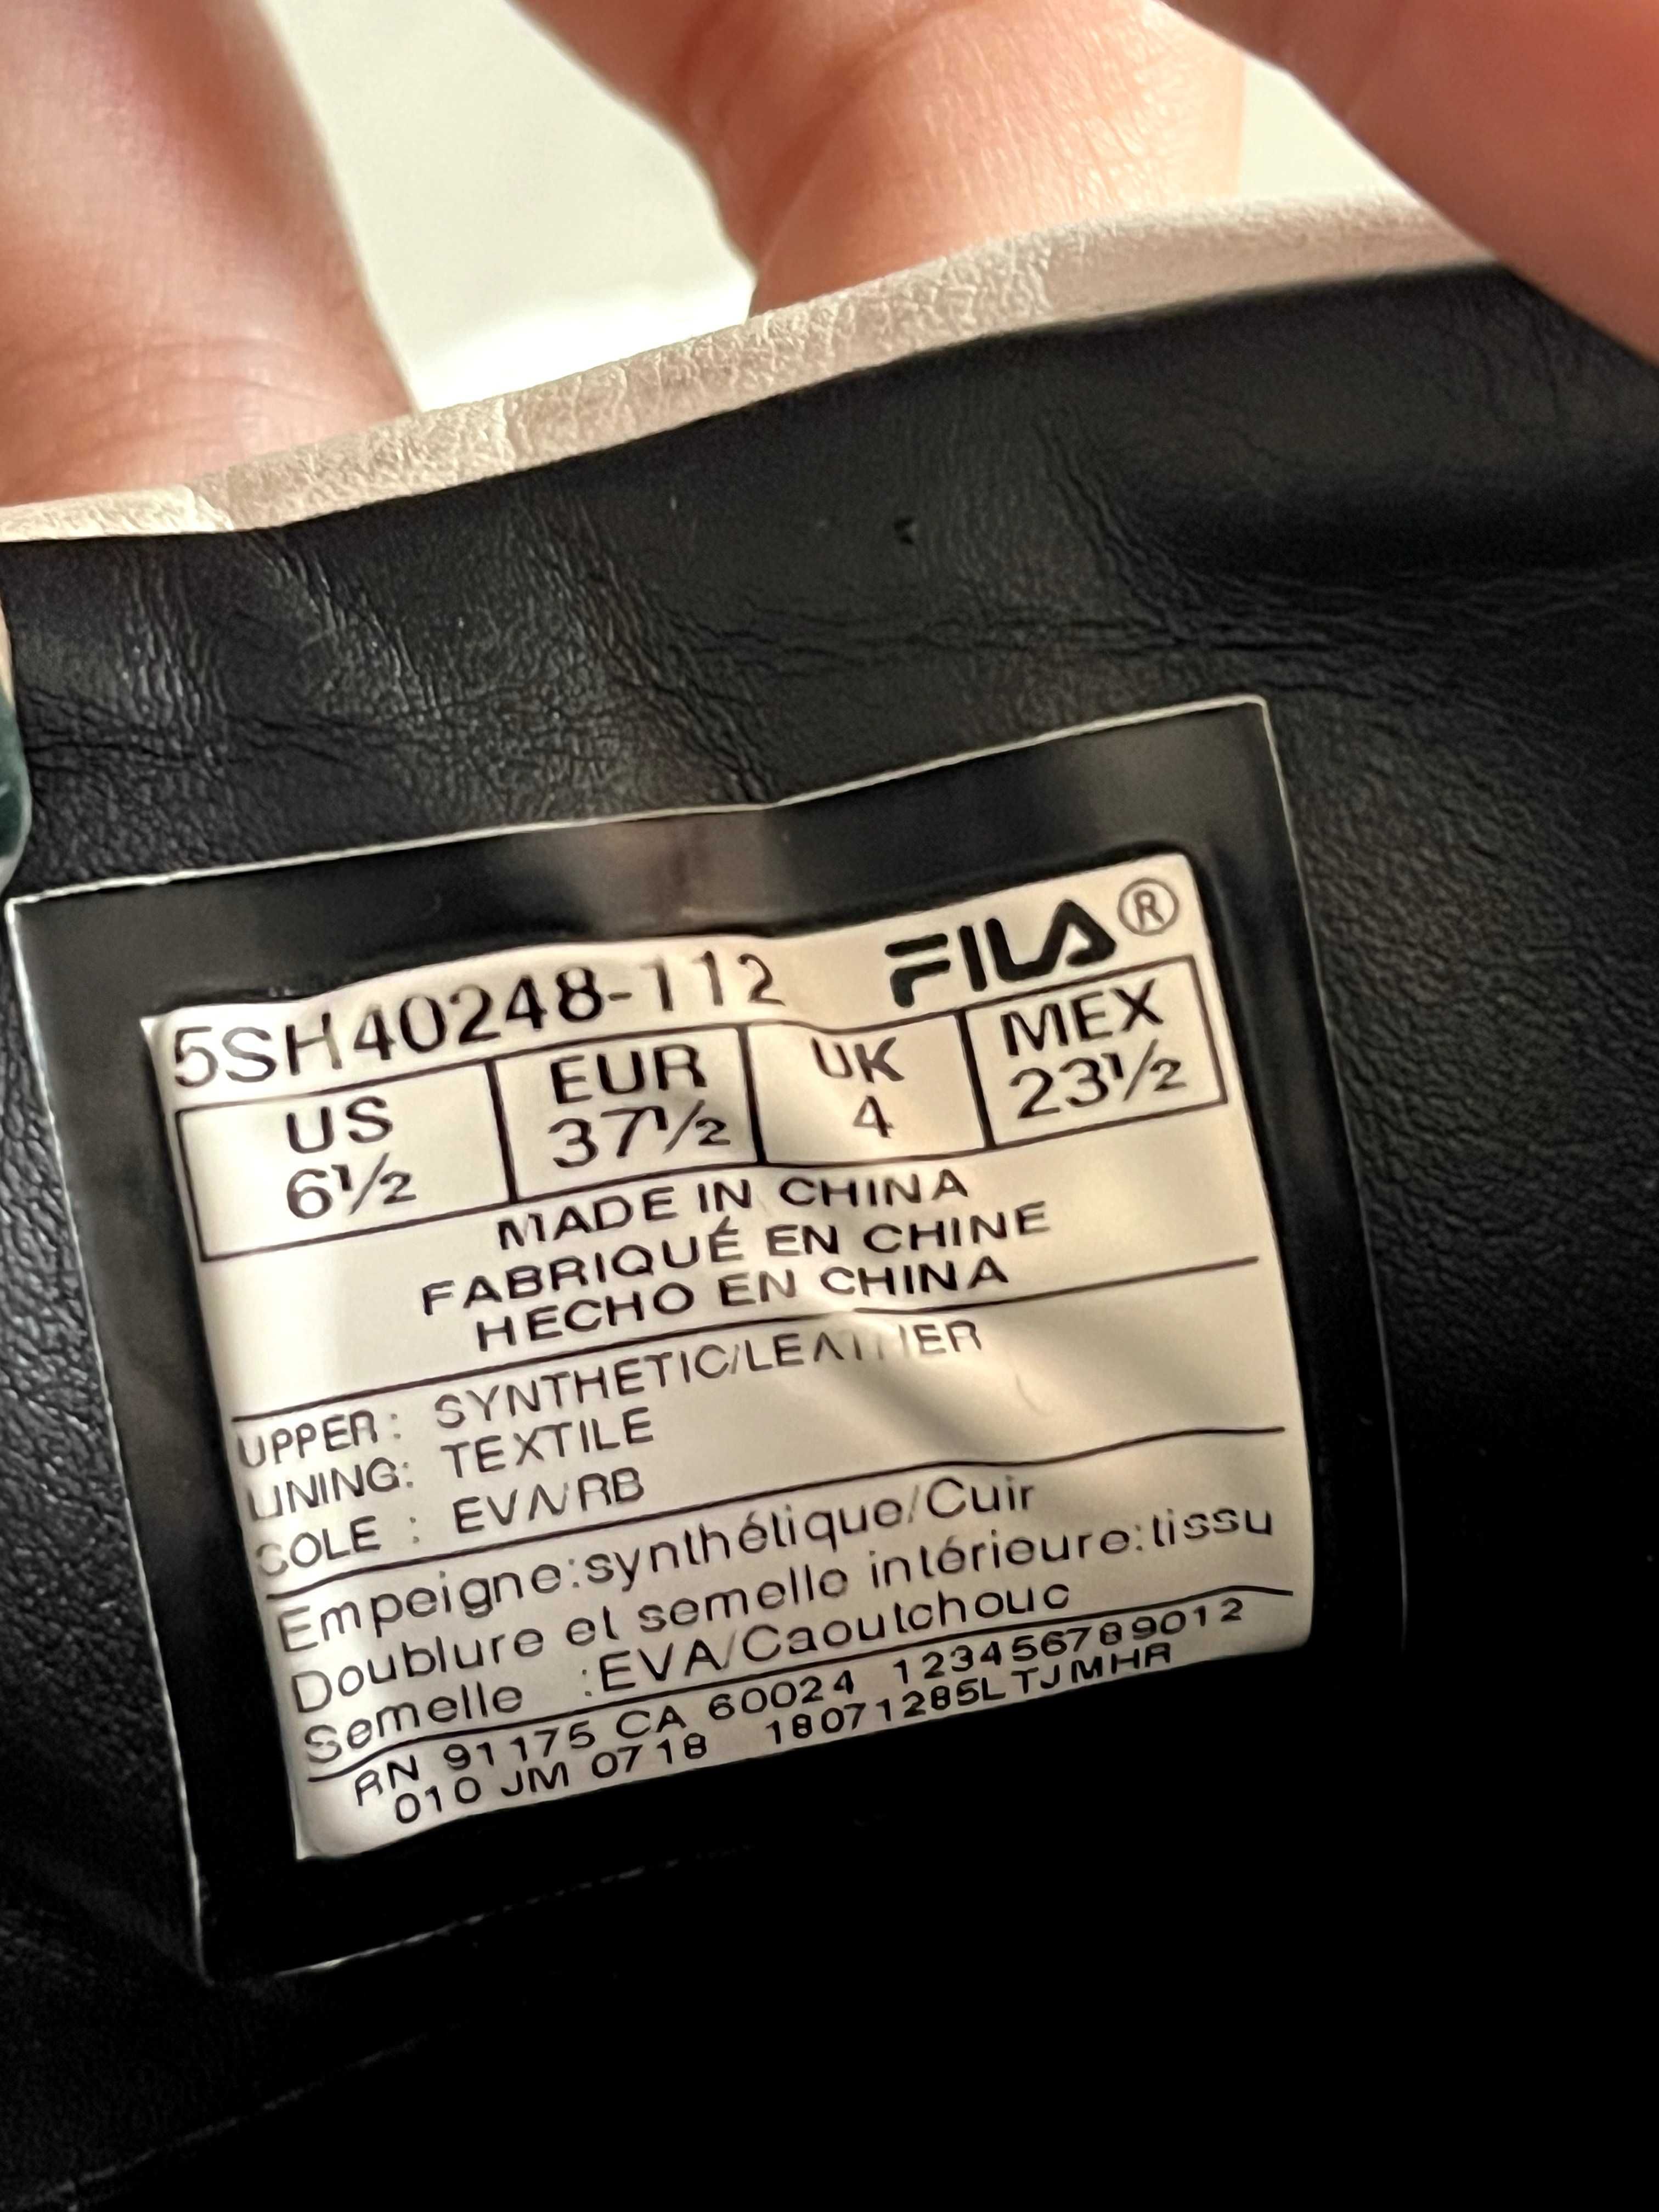 5SH40248-112 FILA®
US EUR UK MEX
6½ 37½ 4 23½
MADE IN CHINA
FABRIQUÉ EN CHINE
HECHO EN CHINA
UPPER: SYNTHETIC/LEATHER
LINING: TEXTILE
SOLE : EVA/RB
Empeigne:synthétique/Cuir
Doublure et semelle intérieure:tissu
Semelle :EVA/Caoutchouc
RN 91175 CA 60024 123456789012
010 JM 0718 18071285LTJMHR